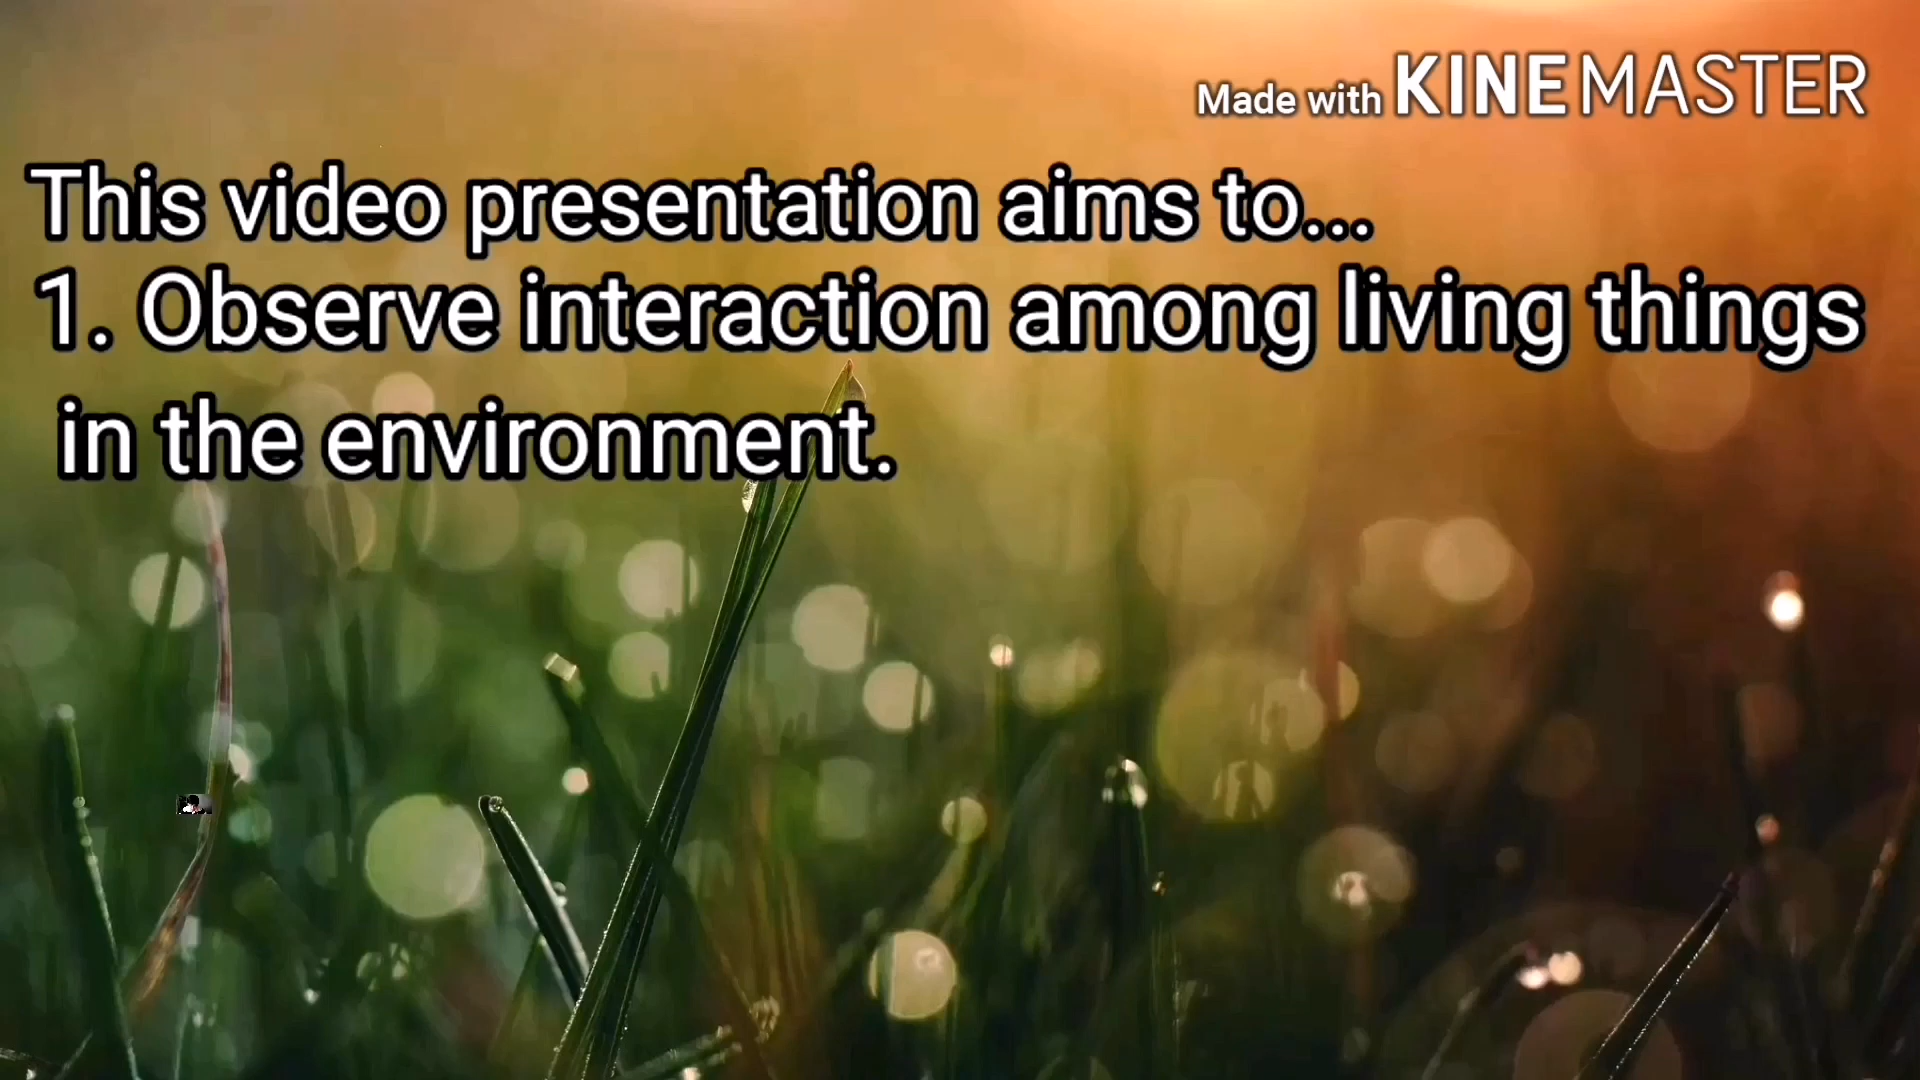 Made with KINEMASTER
This video presentation aims to...
1. Observe interaction among living things
in the environment.